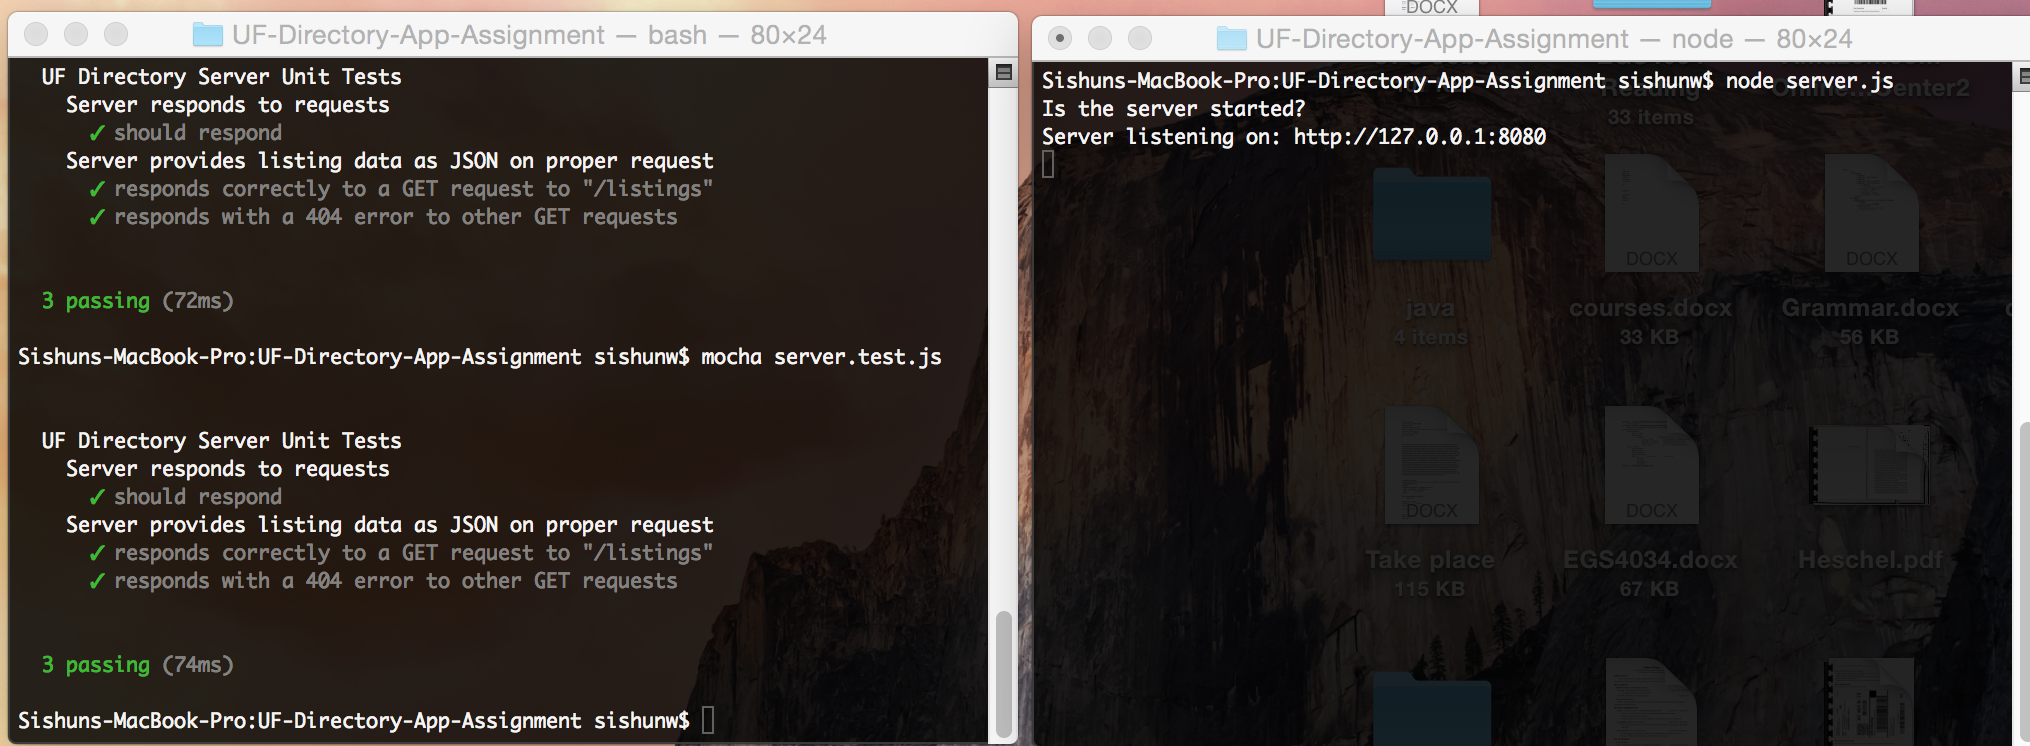 UF-Directory-App-Assignment — bash — 80×24
UF Directory Server Unit Tests
Server responds to requests
✓ should respond
Server provides listing data as JSON on proper request
✓ responds correctly to a GET request to "/listings"
✓ responds with a 404 error to other GET requests
3 passing (72ms)
Sishuns-MacBook-Pro:UF-Directory-App-Assignment sishunw$ mocha server.test.js
UF Directory Server Unit Tests
Server responds to requests
✓ should respond
Server provides listing data as JSON on proper request
✓ responds correctly to a GET request to "/listings"
✓ responds with a 404 error to other GET requests
3 passing (74ms)
Sishuns-MacBook-Pro:UF-Directory-App-Assignment sishunw$
DOCX
UF-Directory-App-Assignment — node — 80×24
Sishuns-MacBook-Pro:UF-Directory-App-Assignment sishunw$ node server.js
Is the server started?
Server listening on: http://127.0.0.1:8080
Reading
33 items
DOCX DOCX
java courses.docx Grammar.docx
4 items 33 KB 56 KB
DOCX DOCX
Take place EGS4034.docx Heschel.pdf
115 KB 67 KB